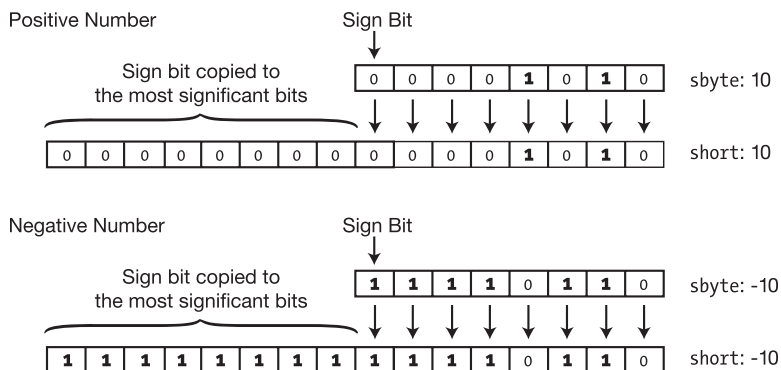 Positive Number
Sign Bit
Sign bit copied to
the most significant bits
0 0 0 0 1 0 1 0 sbyte: 10
0 0 0 0 0 0 0 0 0 0 0 0 1 0 1 0 short: 10
Negative Number
Sign Bit
Sign bit copied to
the most significant bits
1 1 1 1 0 1 1 0 sbyte: -10
1 1 1 1 1 1 1 1 1 1 1 1 0 1 1 0 short: -10